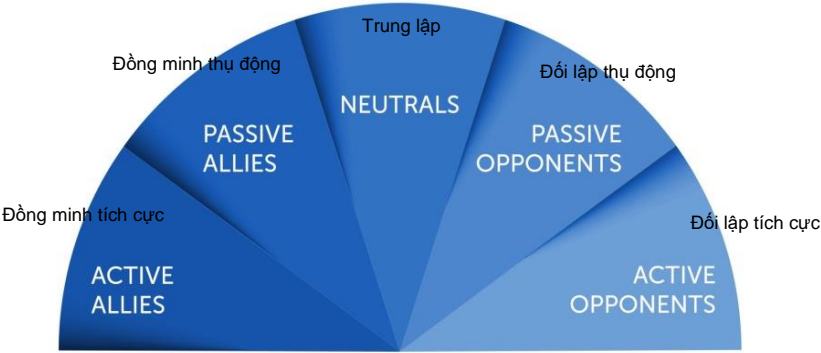 Trung lập
Đồng minh thụ động
Đối lập thụ động
NEUTRALS
PASSIVE
ALLIES
PASSIVE
OPPONENTS
Đồng minh tích cực
Đối lập tích cực
ACTIVE
ALLIES
ACTIVE
OPPONENTS